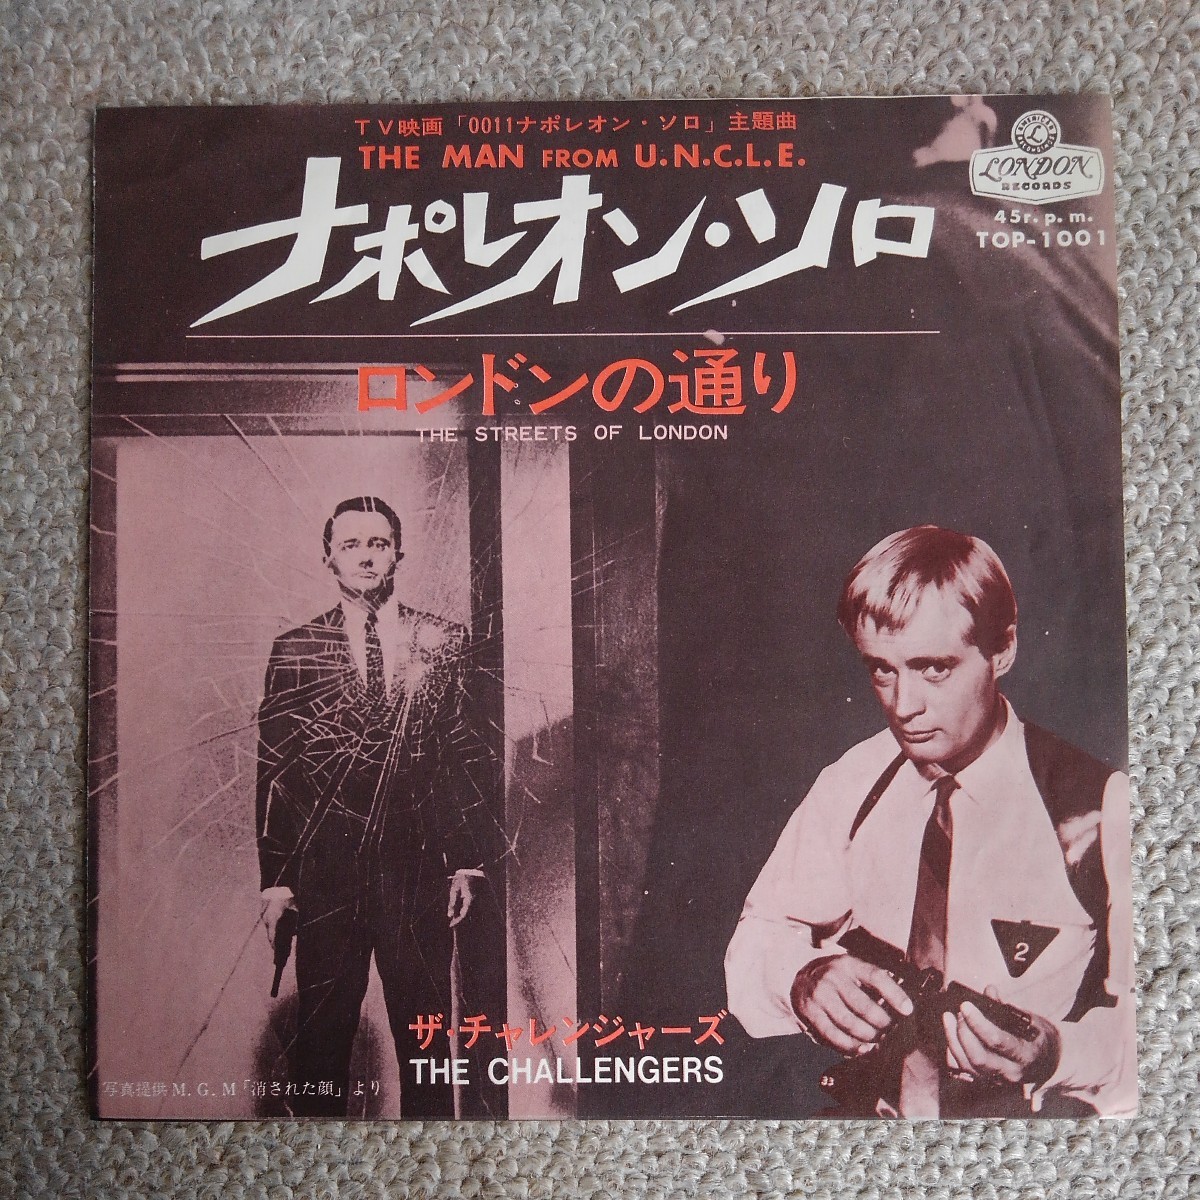 TV映画「0011ナポレオン・ソロ」主題曲
THE MAN FROM U.N.C.L.E.
ナポレオン・ソロ
AMERICAN
RECORDINGS
L
LONDON
RECORDS
45r.p.m.
TOP-1001
ロンドンの通り
THE STREETS OF LONDON
2
ザ・チャレンジャーズ
THE CHALLENGERS
33
写真提供 M.G.M「消された顔」より